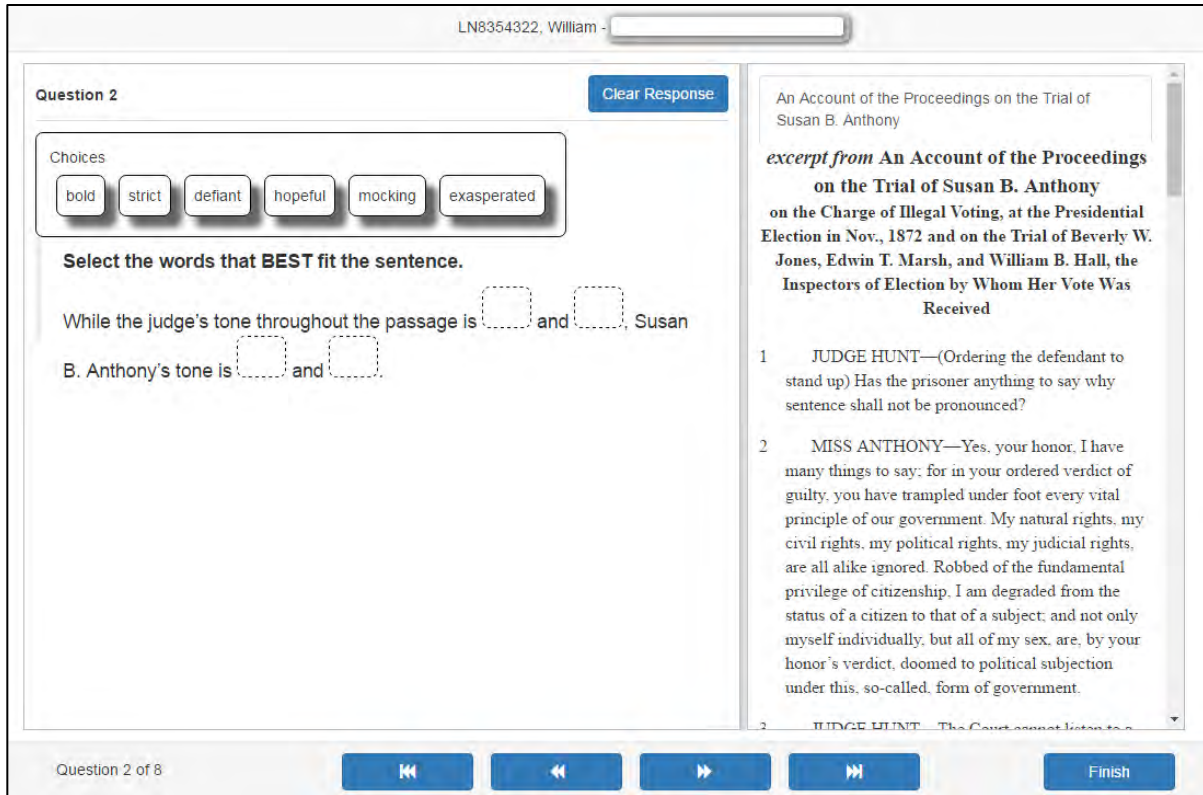 LN8354322, William -
Question 2
Clear Response
Choices
bold
strict
defiant
hopeful
mocking
exasperated
Select the words that BEST fit the sentence.
While the judge's tone throughout the passage is and , Susan
B. Anthony's tone is and .
An Account of the Proceedings on the Trial of
Susan B. Anthony
excerpt from An Account of the Proceedings
on the Trial of Susan B. Anthony
on the Charge of Illegal Voting, at the Presidential
Election in Nov., 1872 and on the Trial of Beverly W.
Jones, Edwin T. Marsh, and William B. Hall, the
Inspectors of Election by Whom Her Vote Was
Received
1 JUDGE HUNT—(Ordering the defendant to
stand up) Has the prisoner anything to say why
sentence shall not be pronounced?
2 MISS ANTHONY—Yes, your honor, I have
many things to say; for in your ordered verdict of
guilty, you have trampled under foot every vital
principle of our government. My natural rights, my
civil rights, my political rights, my judicial rights,
are all alike ignored. Robbed of the fundamental
privilege of citizenship, I am degraded from the
status of a citizen to that of a subject; and not only
myself individually, but all of my sex, are, by your
honor's verdict, doomed to political subjection
under this, so-called, form of government.
3 JUDGE HUNT—The Court cannot listen to a
Question 2 of 8
Finish